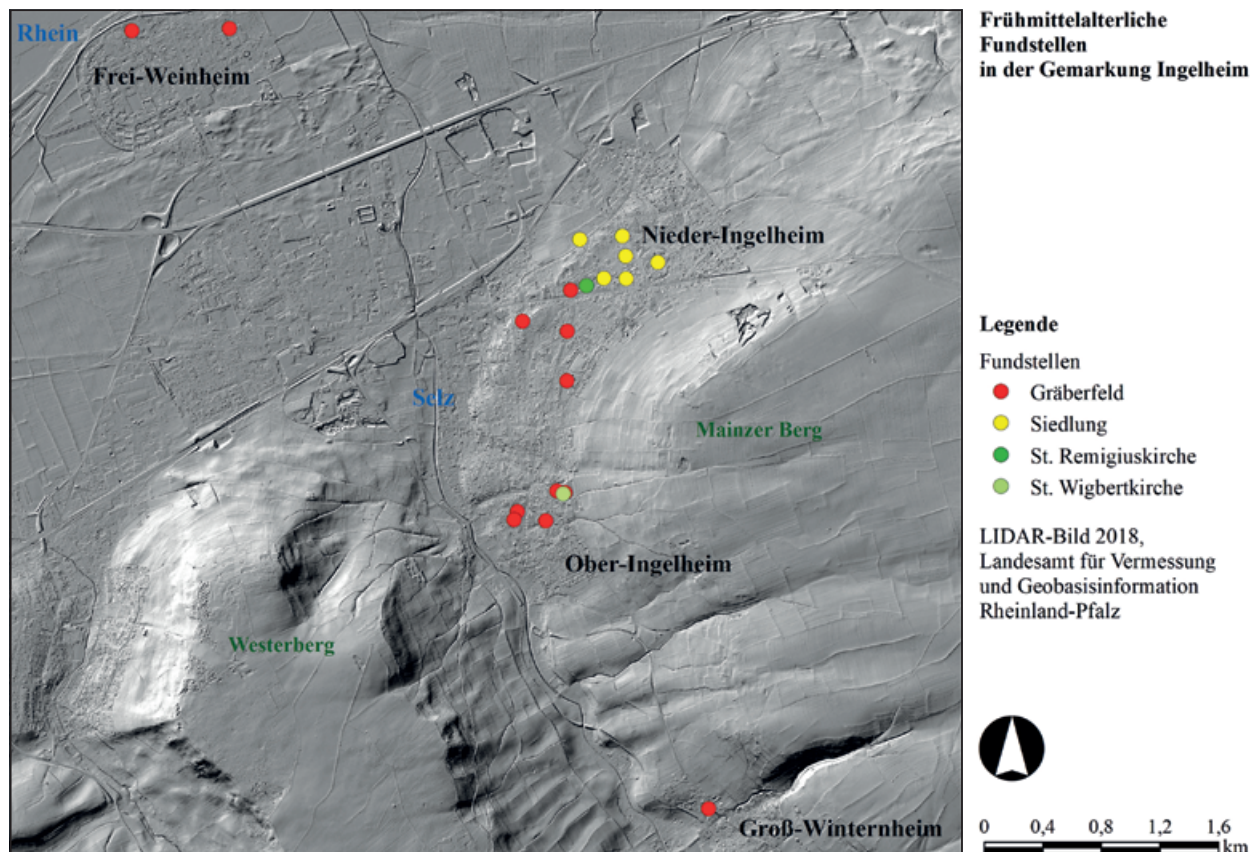 Rhein
Frei-Weinheim
Nieder-Ingelheim
Selz
Mainzer Berg
Ober-Ingelheim
Westerberg
Groß-Winternheim
Frühmittelalterliche
Fundstellen
in der Gemarkung Ingelheim
Legende
Fundstellen
Gräberfeld
Siedlung
St. Remigiuskirche
St. Wigbertkirche
LIDAR-Bild 2018,
Landesamt für Vermessung
und Geobasisinformation
Rheinland-Pfalz
0 0,4 0,8 1,2 1,6
km